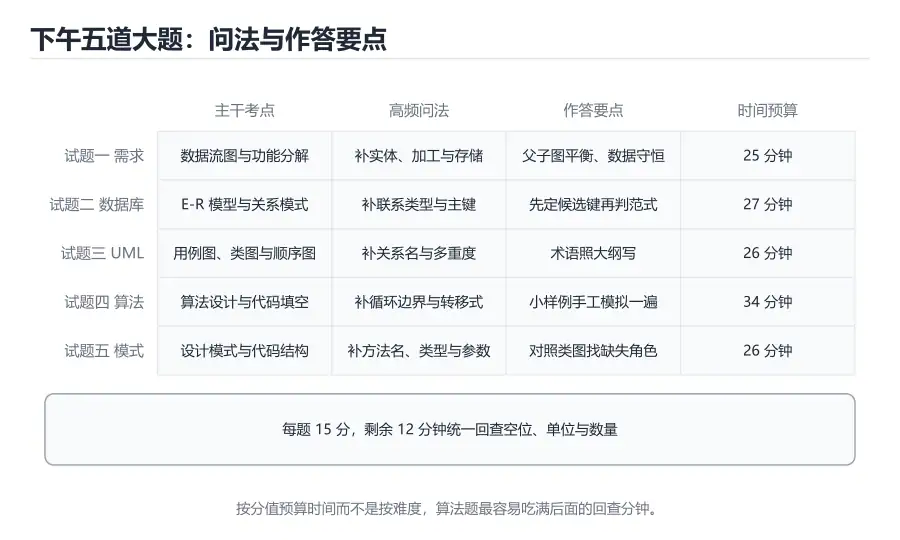 下午五道大题：问法与作答要点
主干考点 高频问法 作答要点 时间预算
试题一 需求 数据流图与功能分解 补实体、加工与存储 父子图平衡、数据守恒 25 分钟
试题二 数据库 E-R 模型与关系模式 补联系类型与主键 先定候选键再判范式 27 分钟
试题三 UML 用例图、类图与顺序图 补关系名与多重度 术语照大纲写 26 分钟
试题四 算法 算法设计与代码填空 补循环边界与转移式 小样例手工模拟一遍 34 分钟
试题五 模式 设计模式与代码结构 补方法名、类型与参数 对照类图找缺失角色 26 分钟
每题 15 分，剩余 12 分钟统一回查空位、单位与数量
按分值预算时间而不是按难度，算法题最容易吃满后面的回查分钟。